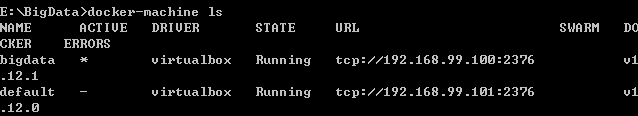 E:\BigData>docker-machine ls
NAME ACTIVE DRIVER STATE URL SWARM DO
CKER ERRORS
bigdata * virtualbox Running tcp://192.168.99.100:2376 v1
.12.1
default - virtualbox Running tcp://192.168.99.101:2376 v1
.12.0